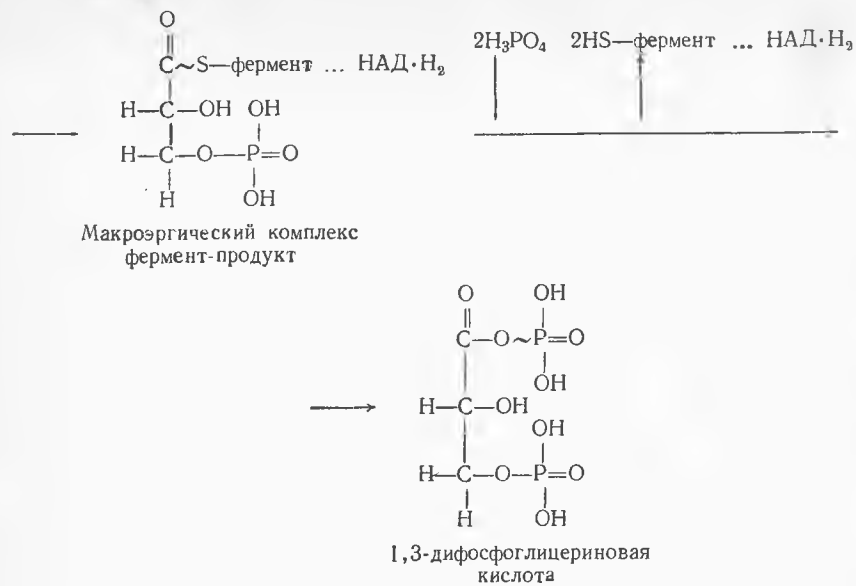 O
||
C~S—фермент ... НАД·H₂ 2H₃PO₄ 2HS—фермент ... НАД·H₂
H—C—OH OH
H—C—O—P=O
H OH
Макроэргический комплекс
фермент-продукт
O OH
||
C—O~P=O
OH
H—C—OH
OH
H—C—O—P=O
H OH
1,3-дифосфоглицериновая
кислота